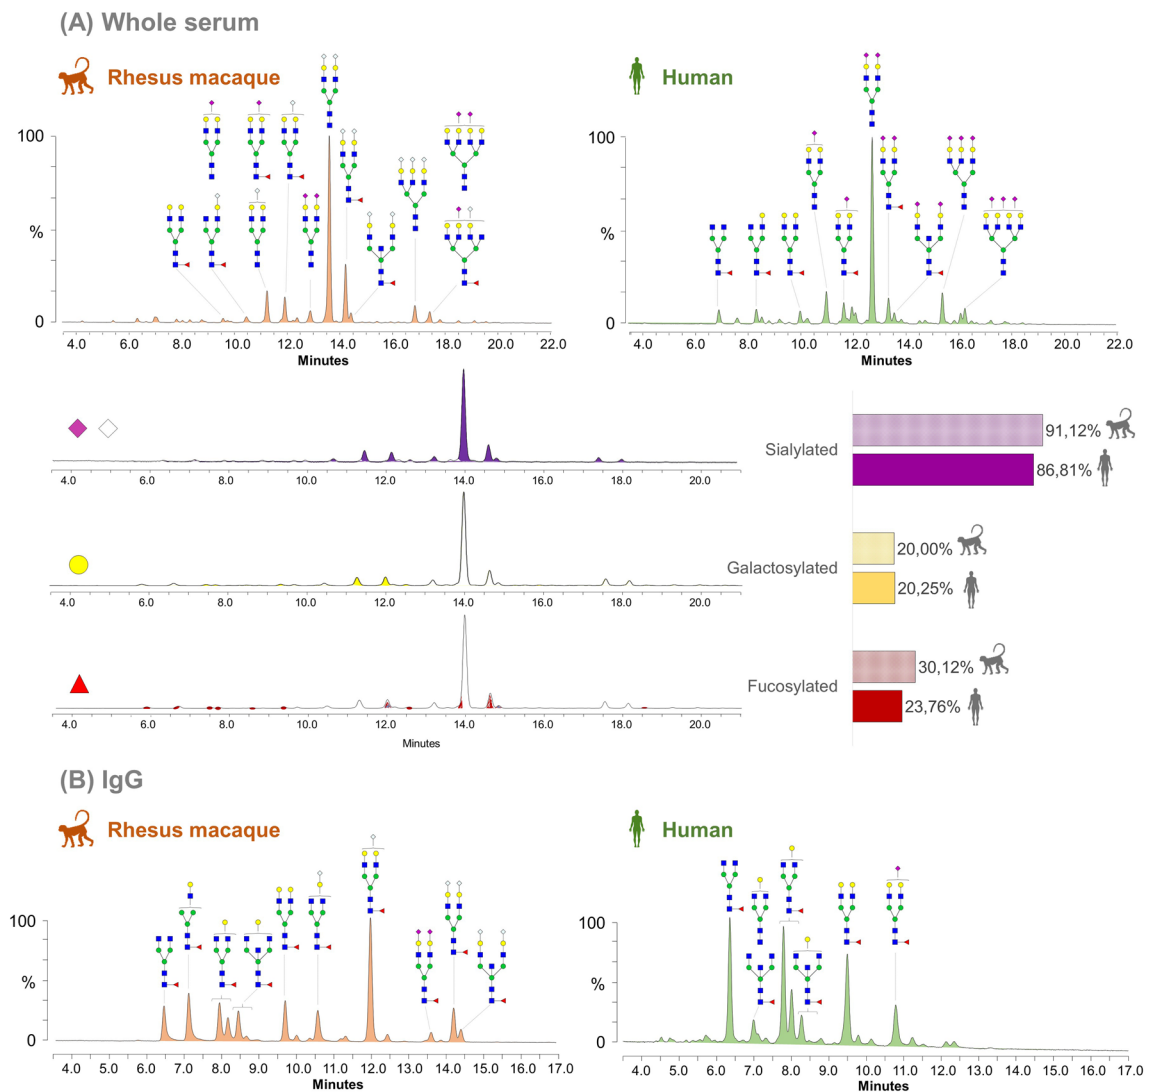 (A) Whole serum
Rhesus macaque
Human
100
%
0
4.0 6.0 8.0 10.0 12.0 14.0 16.0 18.0 20.0 22.0
Minutes
100
%
0
4.0 6.0 8.0 10.0 12.0 14.0 16.0 18.0 20.0 22.0
Minutes
4.0 6.0 8.0 10.0 12.0 14.0 16.0 18.0 20.0
Sialylated
91,12%
86,81%
4.0 6.0 8.0 10.0 12.0 14.0 16.0 18.0 20.0
Galactosylated
20,00%
20,25%
4.0 6.0 8.0 10.0 12.0 14.0 16.0 18.0 20.0
Minutes
Fucosylated
30,12%
23,76%
(B) IgG
Rhesus macaque
Human
100
%
0
4.0 5.0 6.0 7.0 8.0 9.0 10.0 11.0 12.0 13.0 14.0 15.0 16.0 17.0
Minutes
100
%
0
4.0 5.0 6.0 7.0 8.0 9.0 10.0 11.0 12.0 13.0 14.0 15.0 16.0 17.0
Minutes